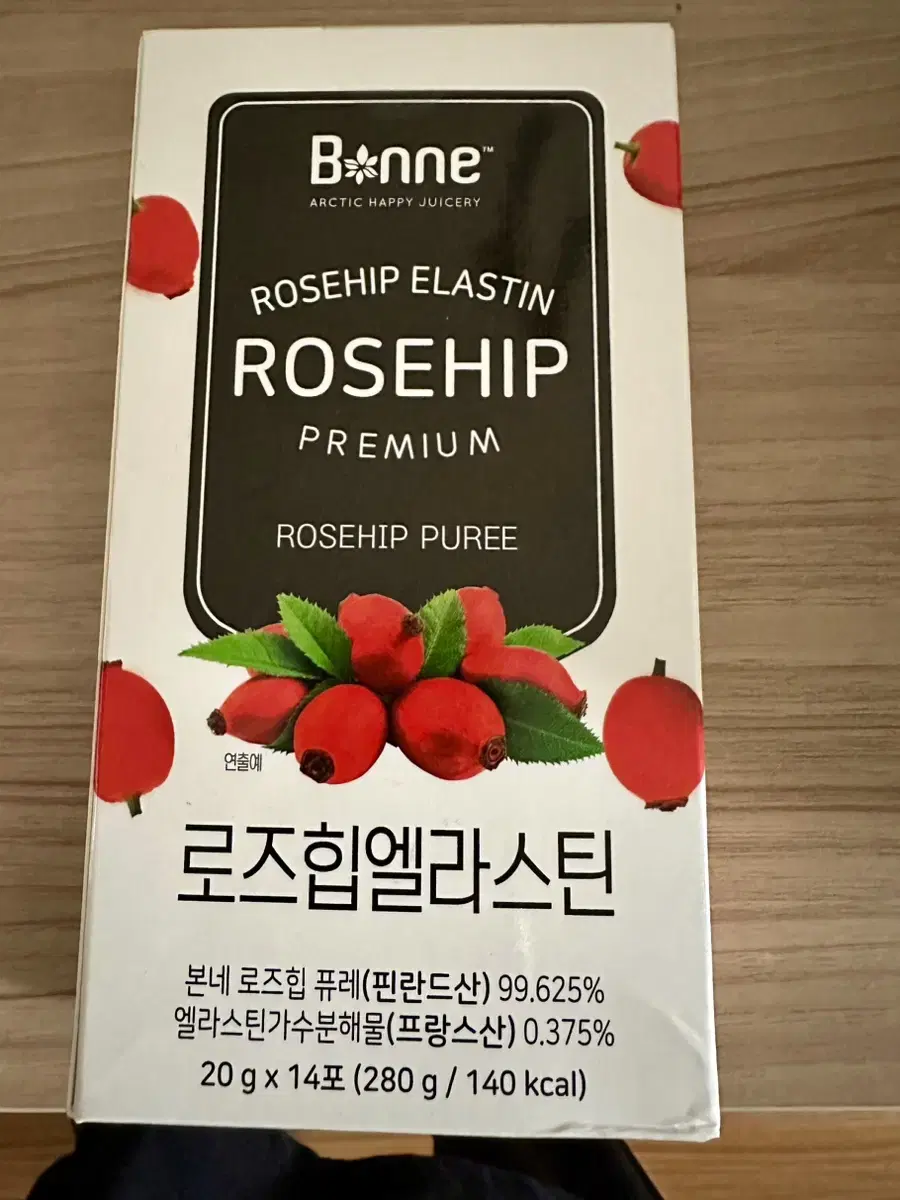 Bonne™
ARCTIC HAPPY JUICERY
ROSEHIP ELASTIN
ROSEHIP
PREMIUM
ROSEHIP PUREE
연출예
로즈힙엘라스틴
본네 로즈힙 퓨레(핀란드산) 99.625%
엘라스틴가수분해물(프랑스산) 0.375%
20 g x 14포 (280 g / 140 kcal)